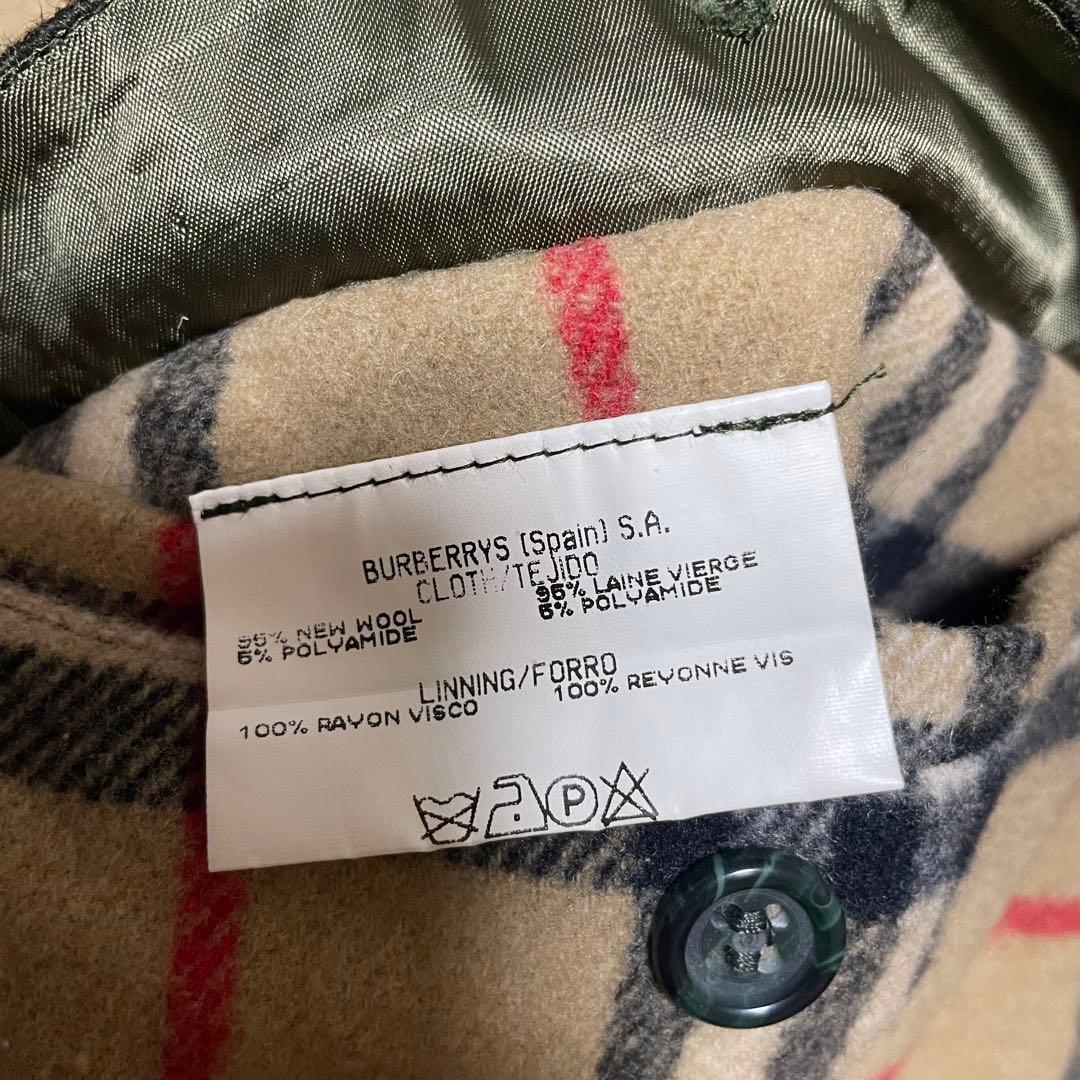 BURBERRYS (Spain) S.A.
CLOTH/TEJIDO
95% NEW WOOL 95% LAINE VIERGE
5% POLYAMIDE 5% POLYAMIDE
LINNING/FORRO
100% RAYON VISCO 100% REYONNE VIS
P